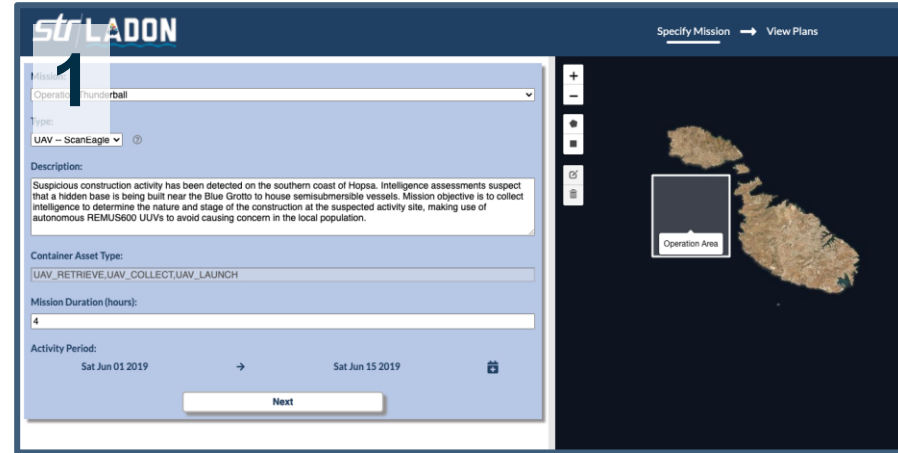 str LADON
Specify Mission → View Plans
1
Mission:
Operation Thunderball
Type:
UAV -- ScanEagle
Description:
Suspicious construction activity has been detected on the southern coast of Hopsa. Intelligence assessments suspect
that a hidden base is being built near the Blue Grotto to house semisubmersible vessels. Mission objective is to collect
intelligence to determine the nature and stage of the construction at the suspected activity site, making use of
autonomous REMUS600 UUVs to avoid causing concern in the local population.
Container Asset Type:
UAV_RETRIEVE,UAV_COLLECT,UAV_LAUNCH
Mission Duration (hours):
4
Activity Period:
Sat Jun 01 2019 → Sat Jun 15 2019
Next
+
−
Operation Area